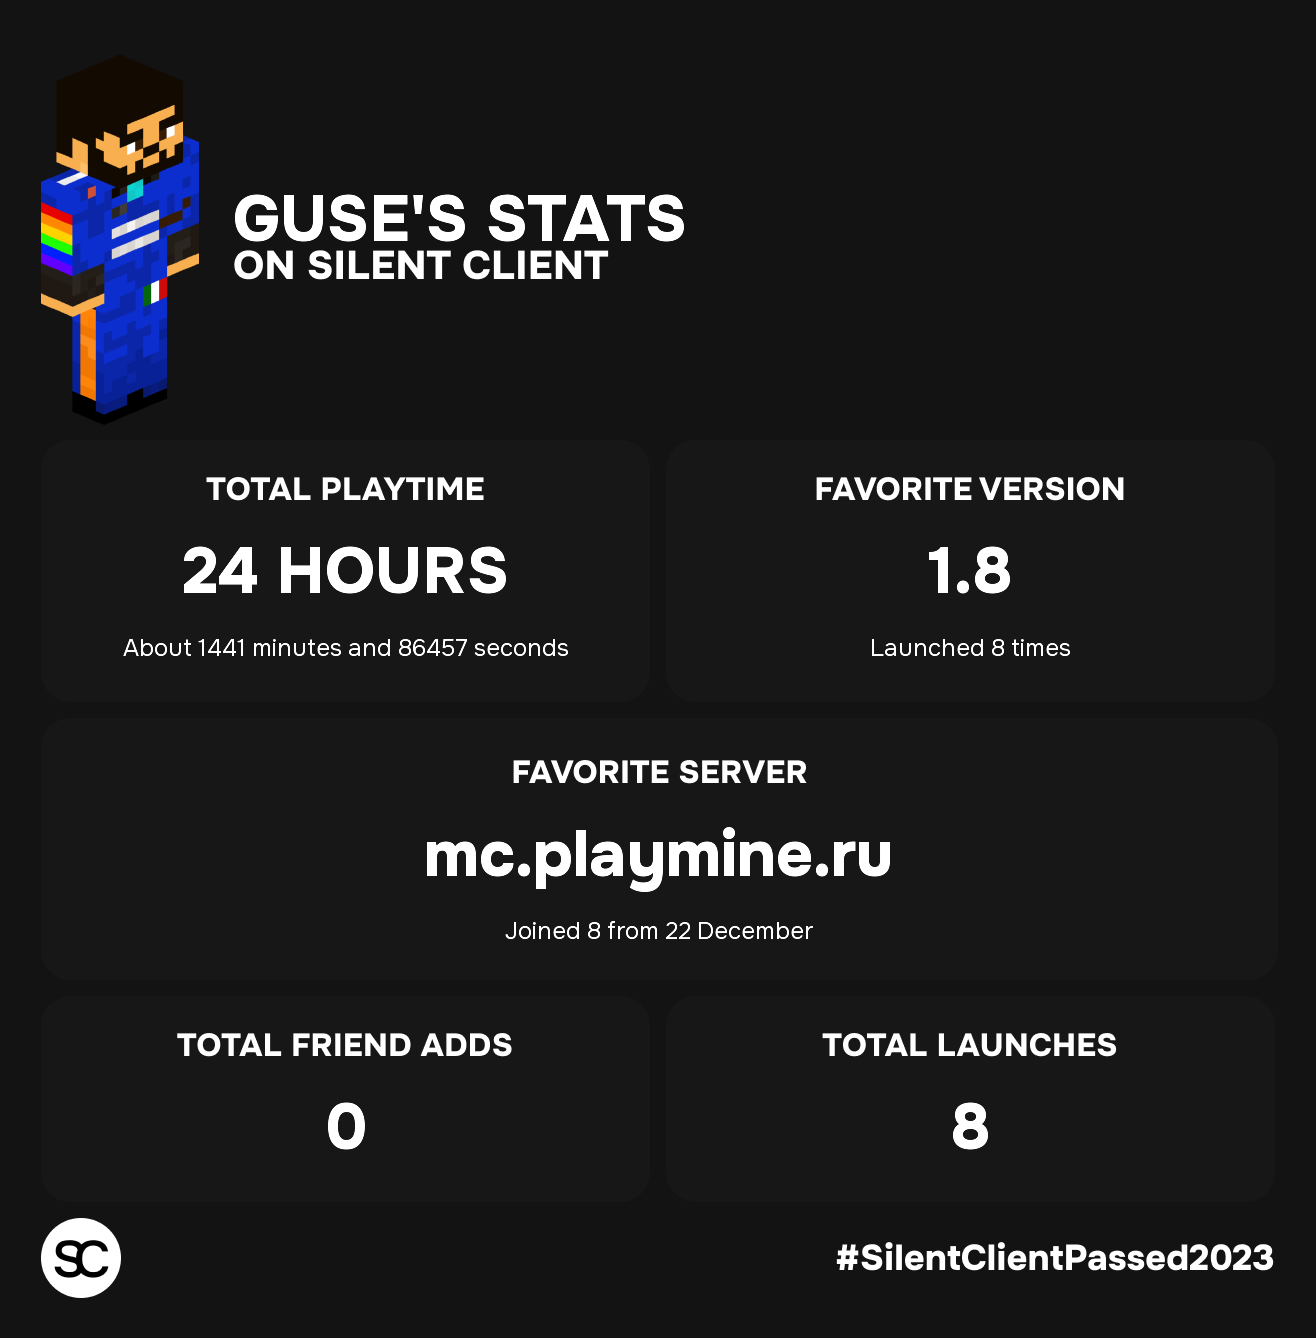 GUSE'S STATS
ON SILENT CLIENT
TOTAL PLAYTIME
24 HOURS
About 1441 minutes and 86457 seconds
FAVORITE VERSION
1.8
Launched 8 times
FAVORITE SERVER
mc.playmine.ru
Joined 8 from 22 December
TOTAL FRIEND ADDS
0
TOTAL LAUNCHES
8
SC
#SilentClientPassed2023